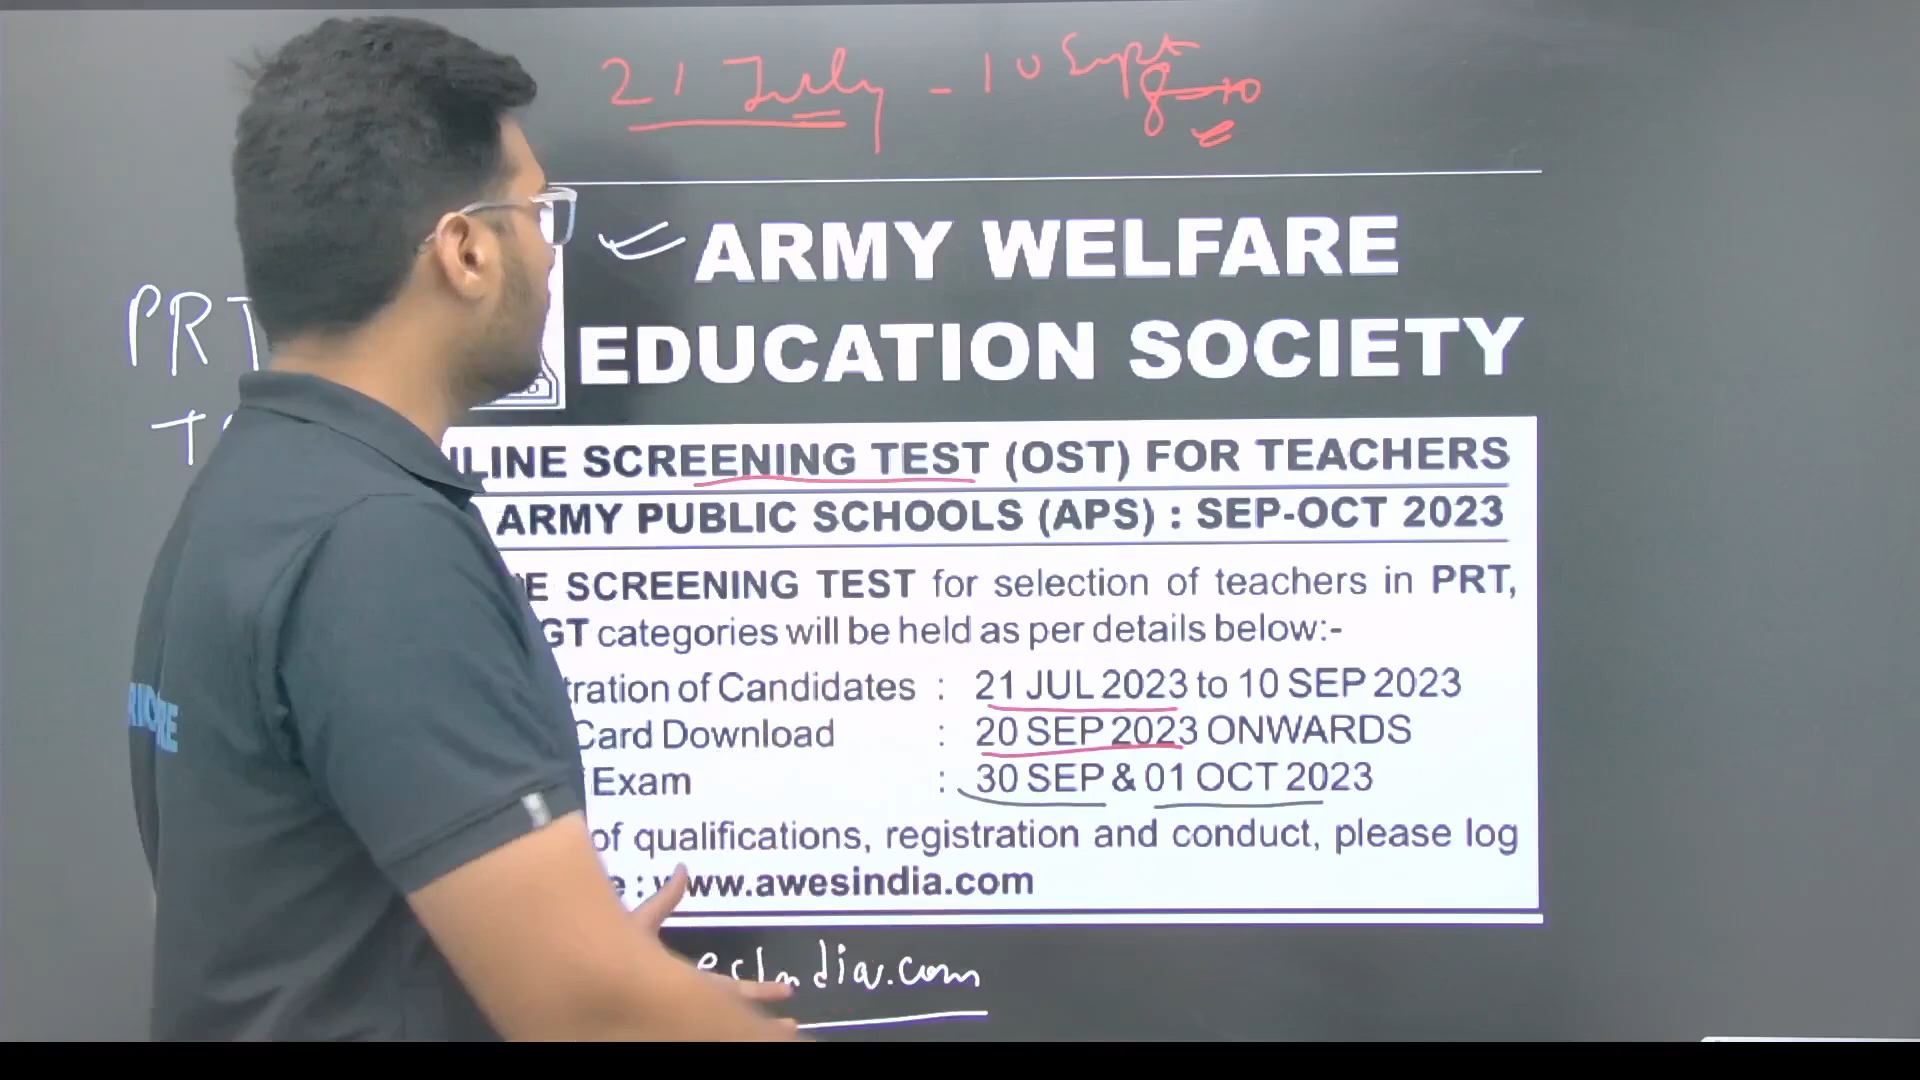 21 July - 10 Sept
8 → 10
ARMY WELFARE
EDUCATION SOCIETY
PRT
NLINE SCREENING TEST (OST) FOR TEACHERS
ARMY PUBLIC SCHOOLS (APS) : SEP-OCT 2023
E SCREENING TEST for selection of teachers in PRT,
GT categories will be held as per details below:-
tration of Candidates : 21 JUL 2023 to 10 SEP 2023
Card Download : 20 SEP 2023 ONWARDS
Exam : 30 SEP & 01 OCT 2023
of qualifications, registration and conduct, please log
e : www.awesindia.com
esIndia.com